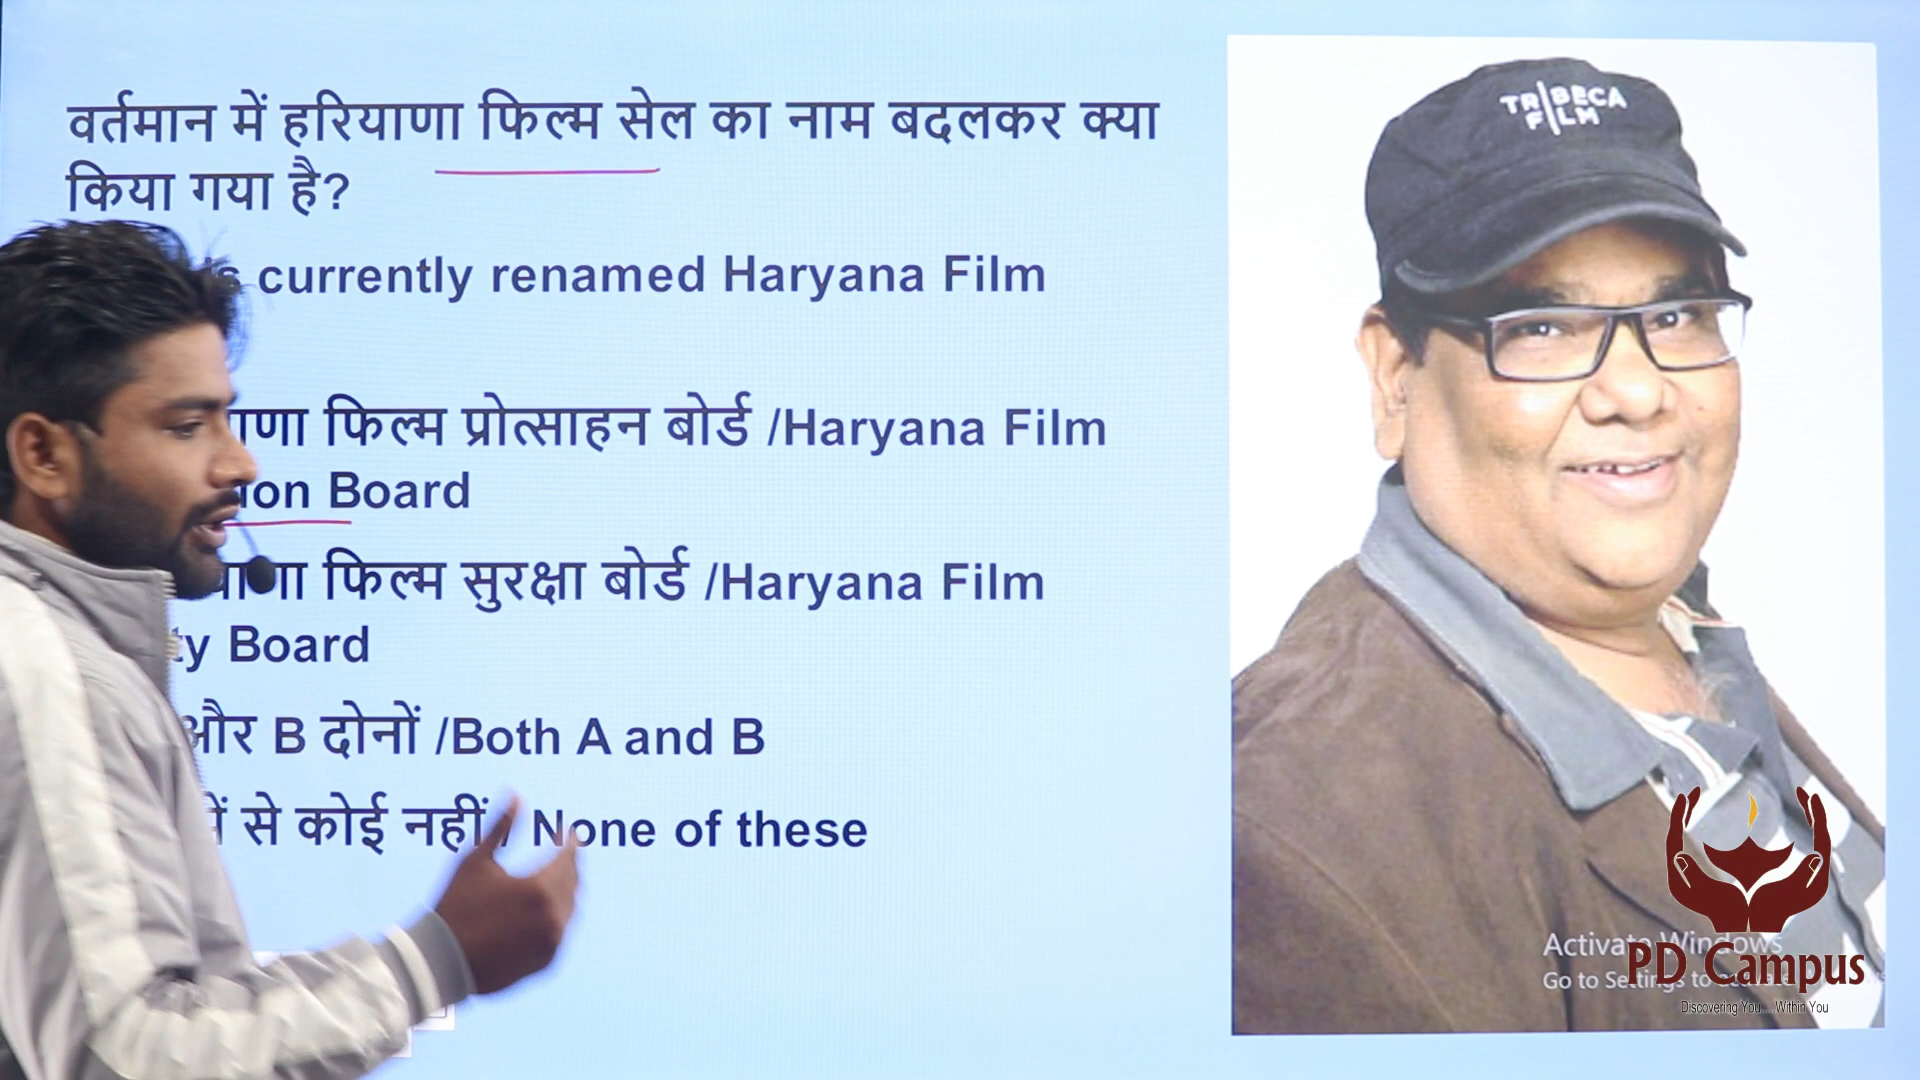 वर्तमान में हरियाणा फिल्म सेल का नाम बदलकर क्या
किया गया है?
currently renamed Haryana Film
फिल्म प्रोत्साहन बोर्ड /Haryana Film
Board
फिल्म सुरक्षा बोर्ड /Haryana Film
Board
और B दोनों /Both A and B
से कोई नहीं / None of these
TRIBECA
FILM
Activate Windows
Go to Settings to
PD Campus
Discovering You.... Within You